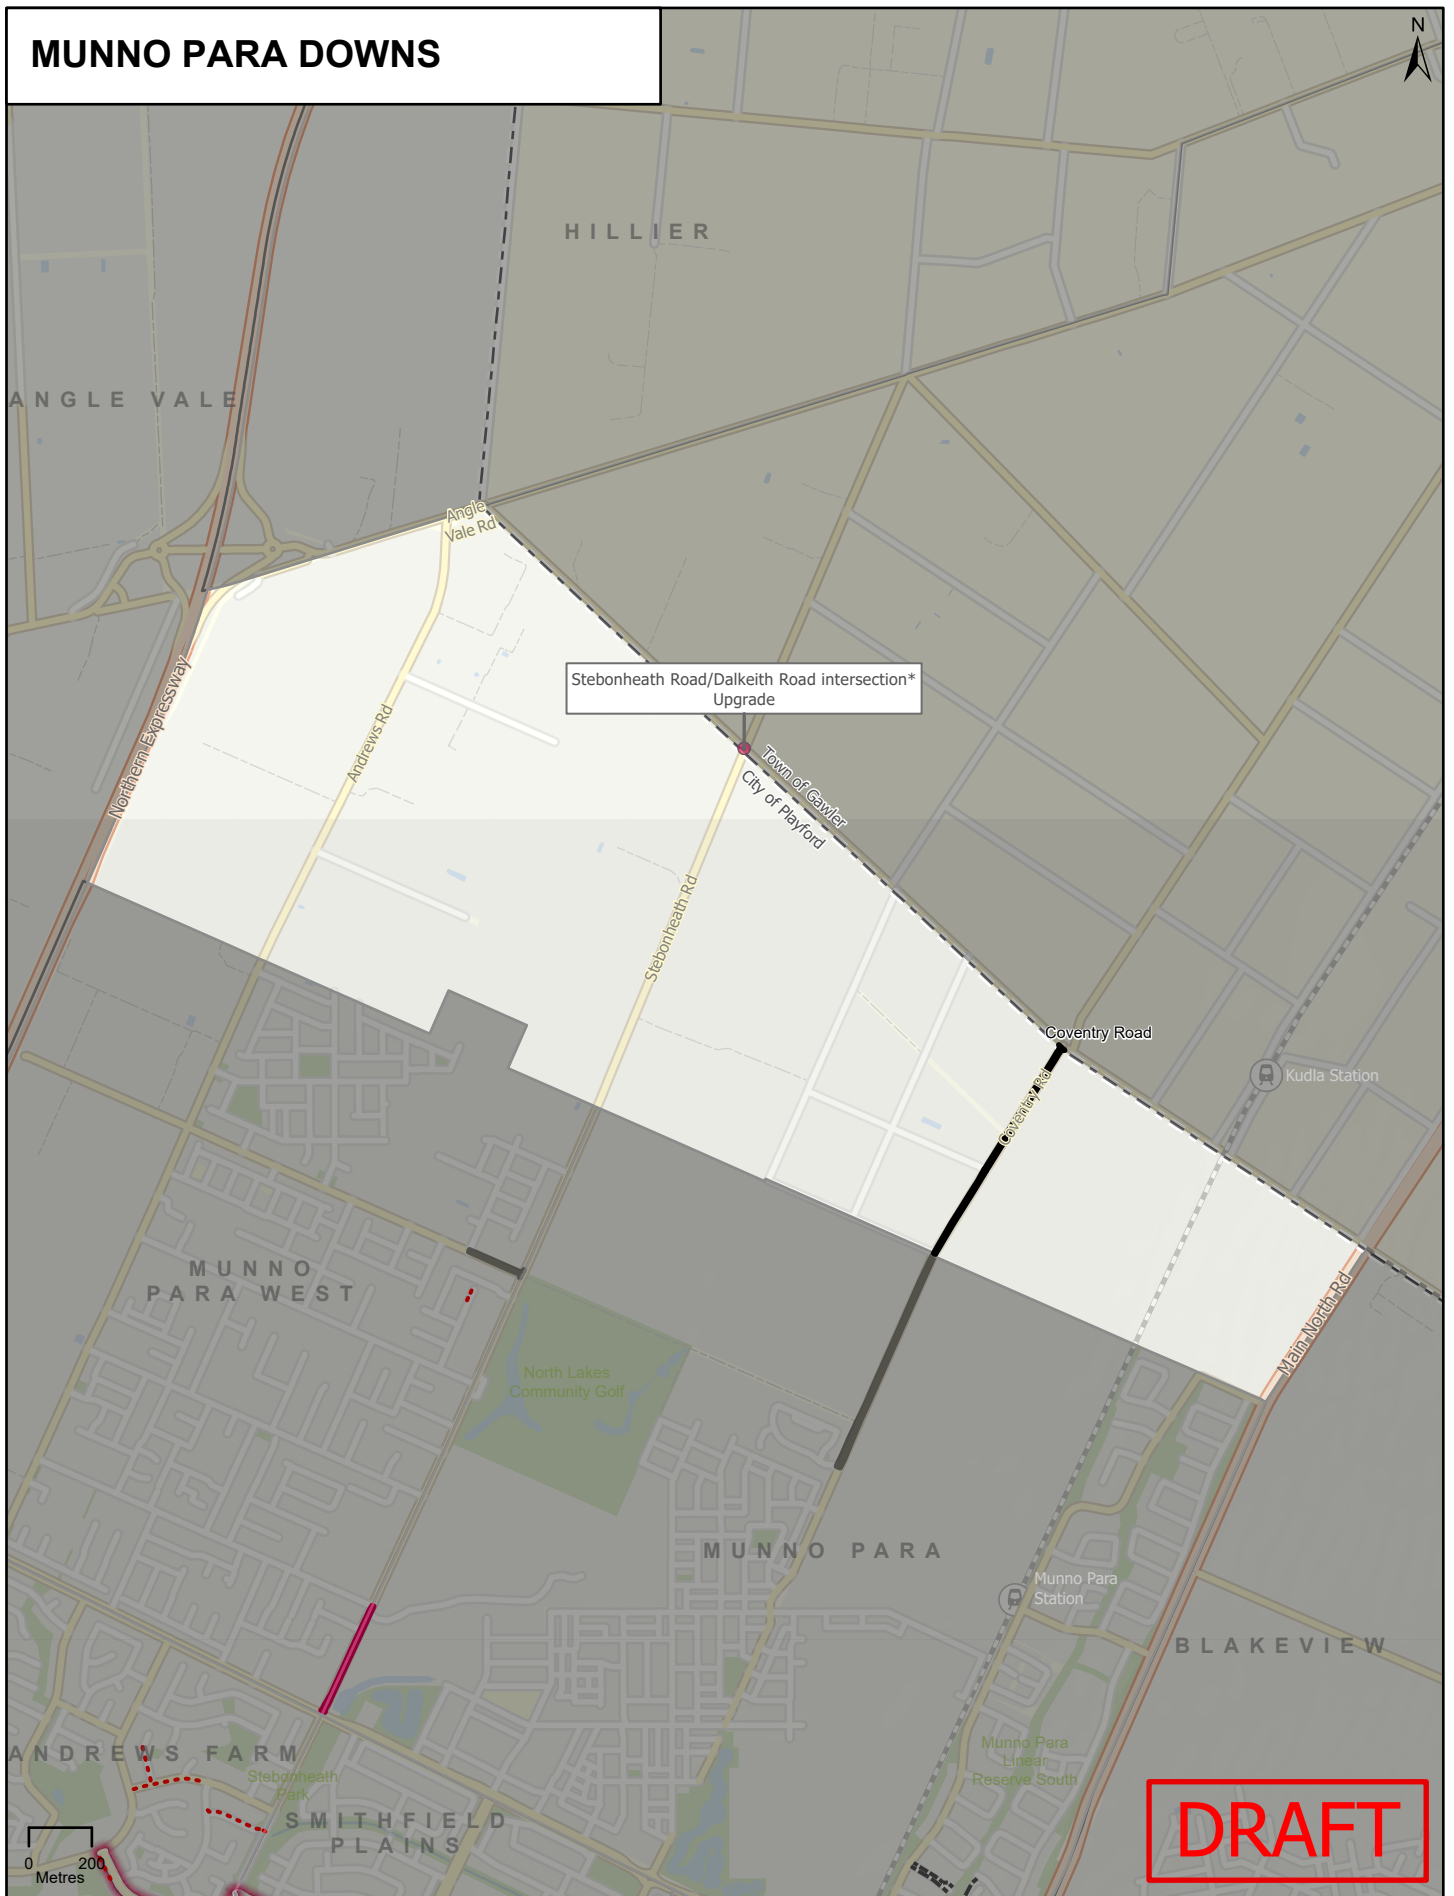 MUNNO PARA DOWNS
N
HILLIER
ANGLE VALE
Angle
Vale Rd
Stebonheath Road/Dalkeith Road intersection*
Upgrade
Northern Expressway
Andrews Rd
Town of Gawler
City of Playford
Stebonheath Rd
Coventry Road
Coventry Rd
Kudla Station
MUNNO
PARA WEST
Main North Rd
North Lakes
Community Golf
MUNNO PARA
Munno Para
Station
BLAKEVIEW
ANDREWS FARM
Stebonheath
Park
Munno Para
Linear
Reserve South
SMITHFIELD
PLAINS
DRAFT
0 200
Metres